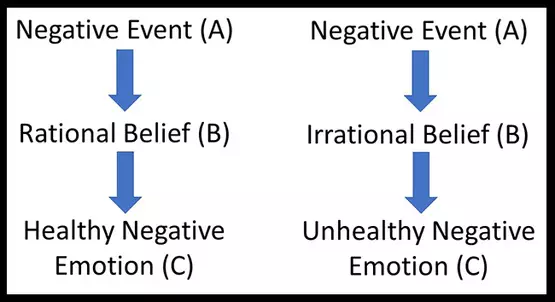 Negative Event (A)
Rational Belief (B)
Healthy Negative
Emotion (C)
Negative Event (A)
Irrational Belief (B)
Unhealthy Negative
Emotion (C)